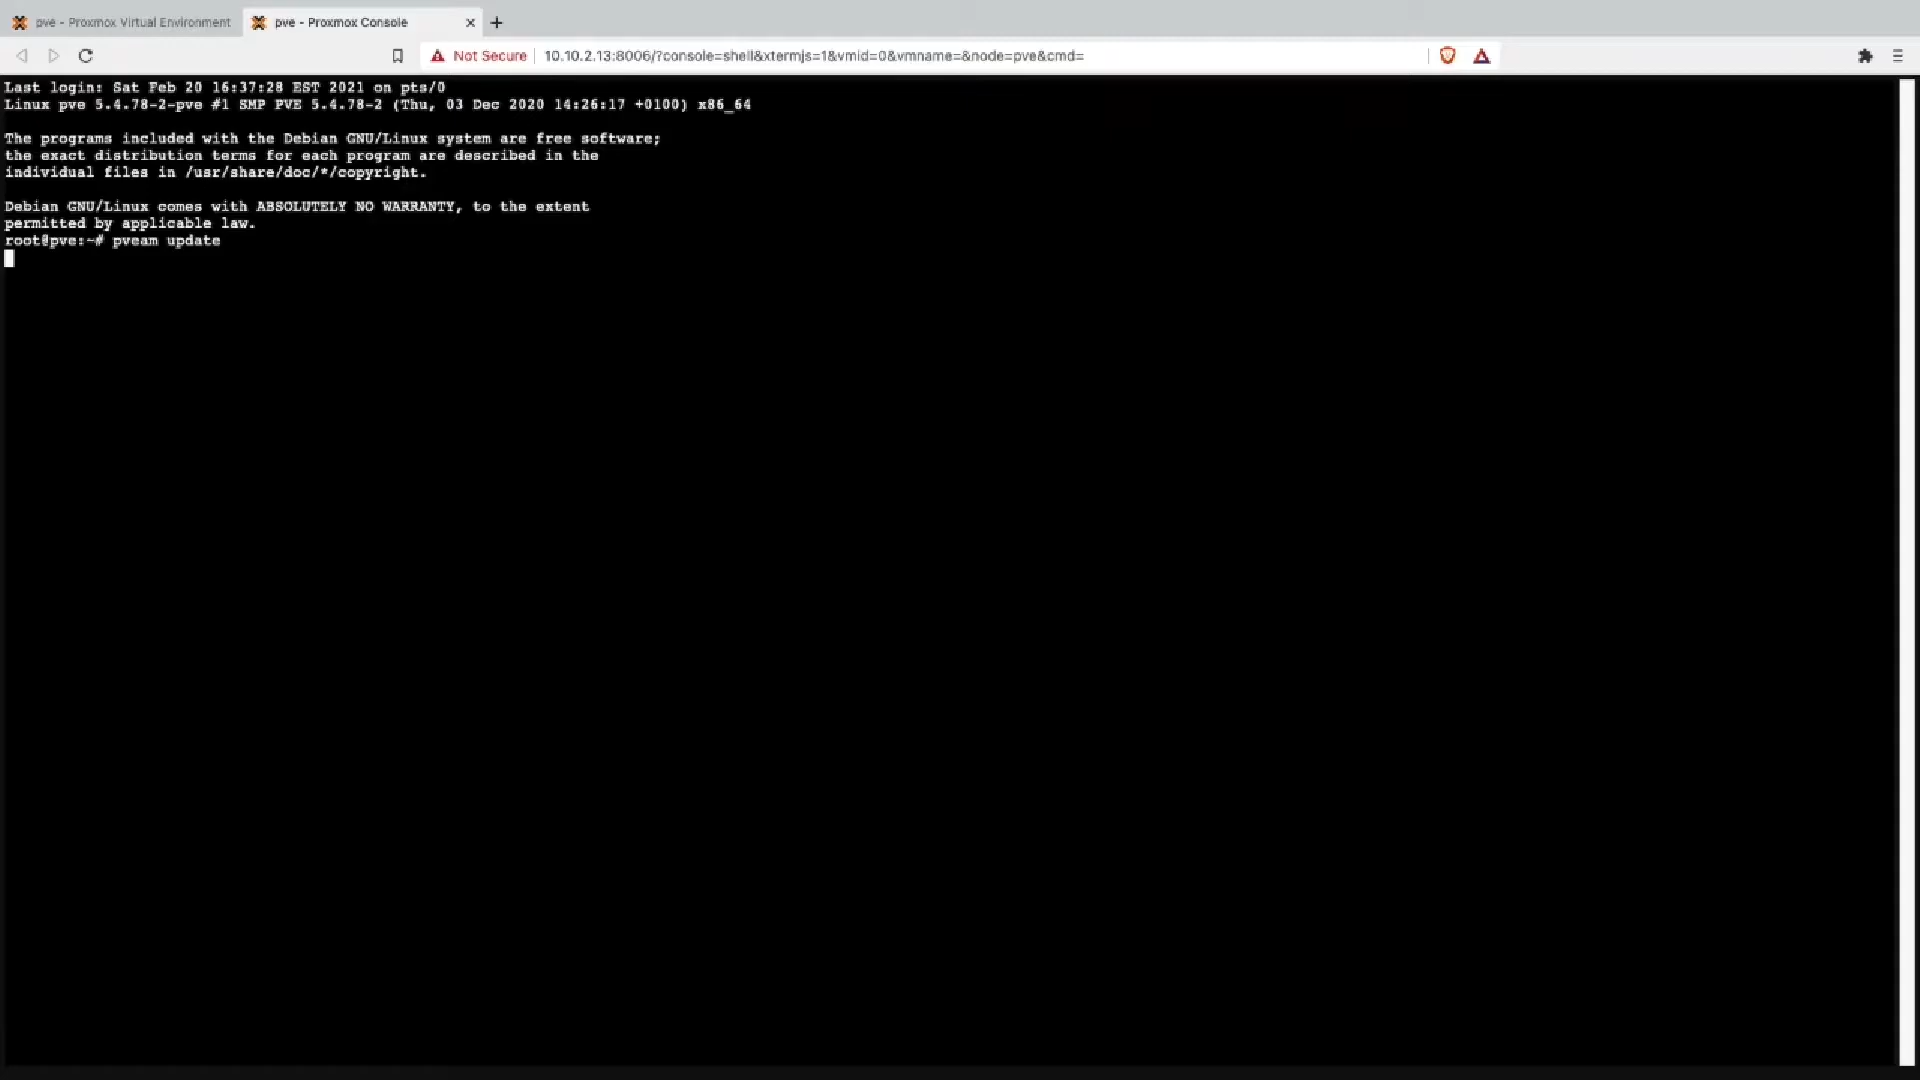 pve - Proxmox Virtual Environment
pve - Proxmox Console
Not Secure
10.10.2.13:8006/?console=shell&xtermjs=1&vmid=0&vmname=&node=pve&cmd=
Last login: Sat Feb 20 16:37:28 EST 2021 on pts/0
Linux pve 5.4.78-2-pve #1 SMP PVE 5.4.78-2 (Thu, 03 Dec 2020 14:26:17 +0100) x86_64
The programs included with the Debian GNU/Linux system are free software;
the exact distribution terms for each program are described in the
individual files in /usr/share/doc/*/copyright.
Debian GNU/Linux comes with ABSOLUTELY NO WARRANTY, to the extent
permitted by applicable law.
root@pve:~# pveam update